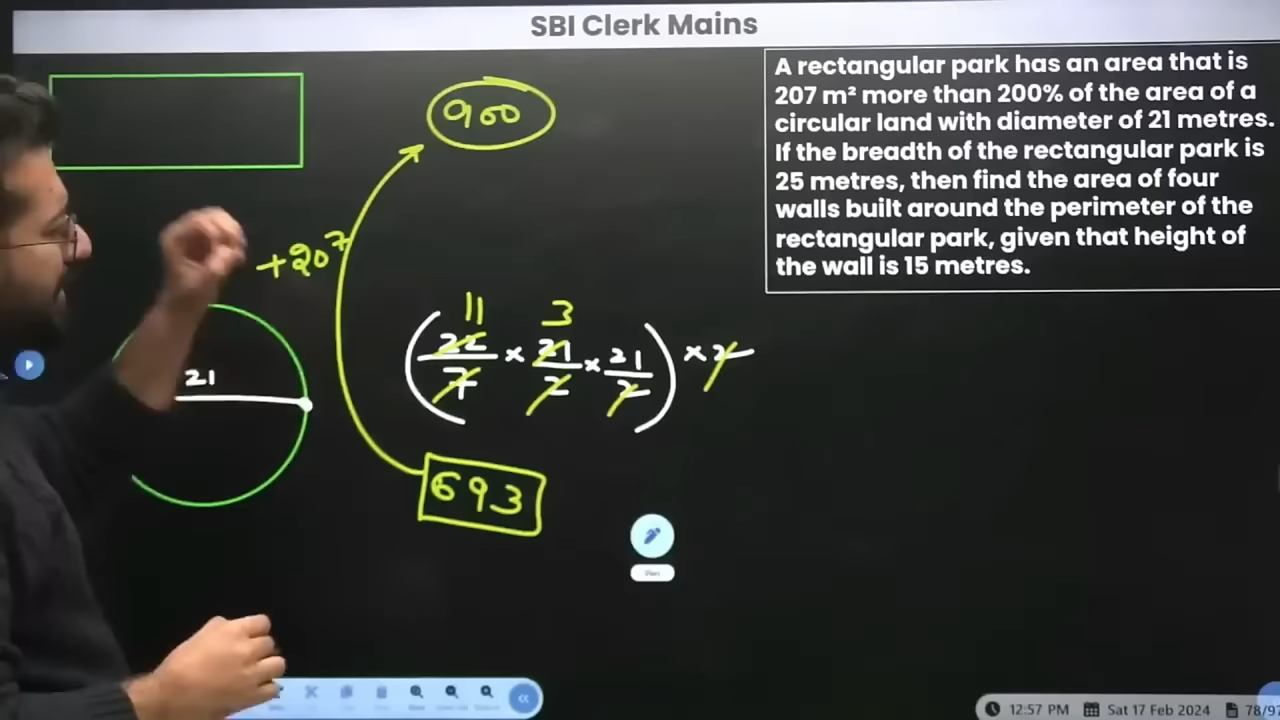 SBI Clerk Mains
A rectangular park has an area that is
207 m² more than 200% of the area of a
circular land with diameter of 21 metres.
If the breadth of the rectangular park is
25 metres, then find the area of four
walls built around the perimeter of the
rectangular park, given that height of
the wall is 15 metres.
900
+207
11 3
(22/7 × 21/2 × 21/2) × 2
21
693
12:57 PM Sat 17 Feb 2024